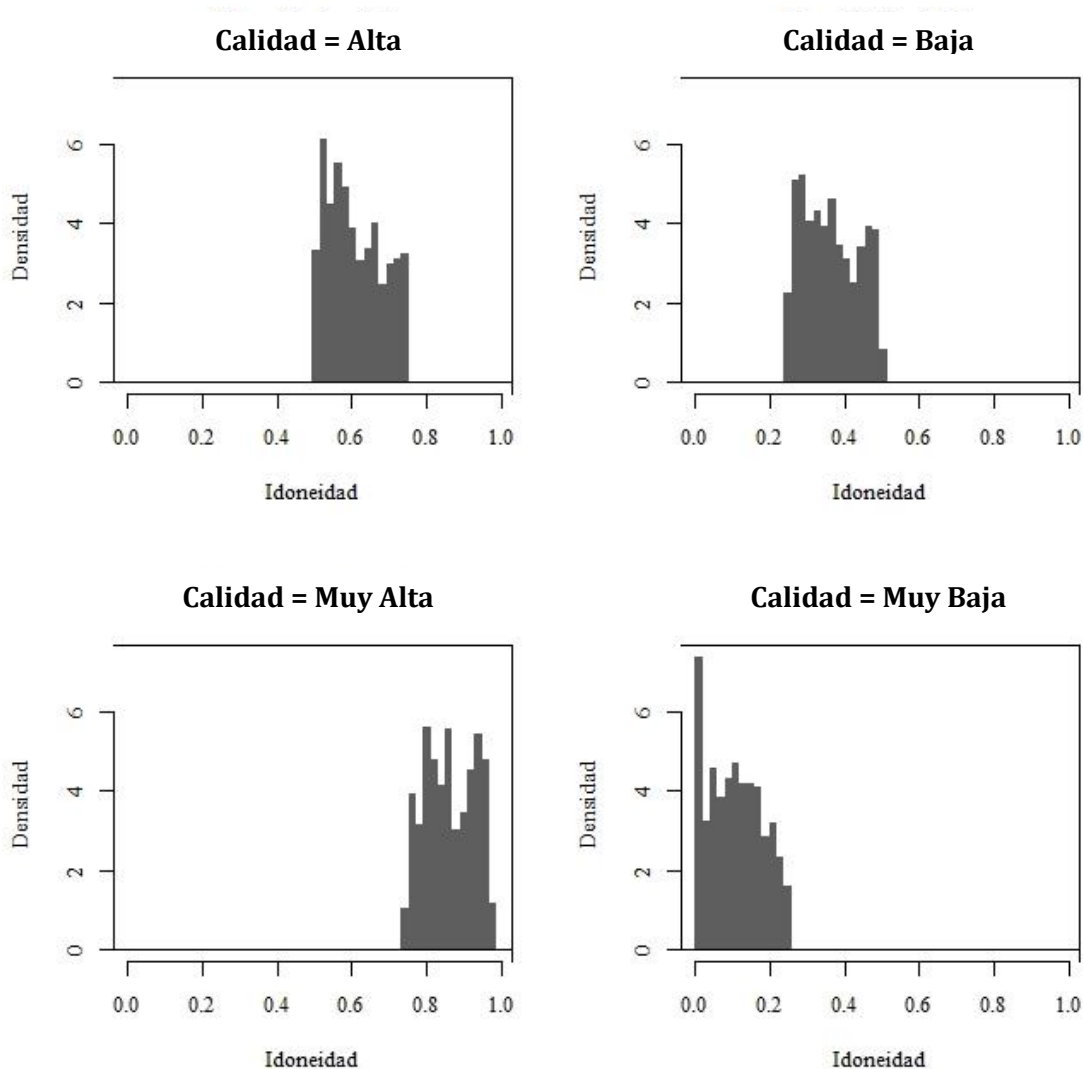 Calidad = Alta
Densidad
6
4
2
0
0.0 0.2 0.4 0.6 0.8 1.0
Idoneidad
Calidad = Baja
Densidad
6
4
2
0
0.0 0.2 0.4 0.6 0.8 1.0
Idoneidad
Calidad = Muy Alta
Densidad
6
4
2
0
0.0 0.2 0.4 0.6 0.8 1.0
Idoneidad
Calidad = Muy Baja
Densidad
6
4
2
0
0.0 0.2 0.4 0.6 0.8 1.0
Idoneidad